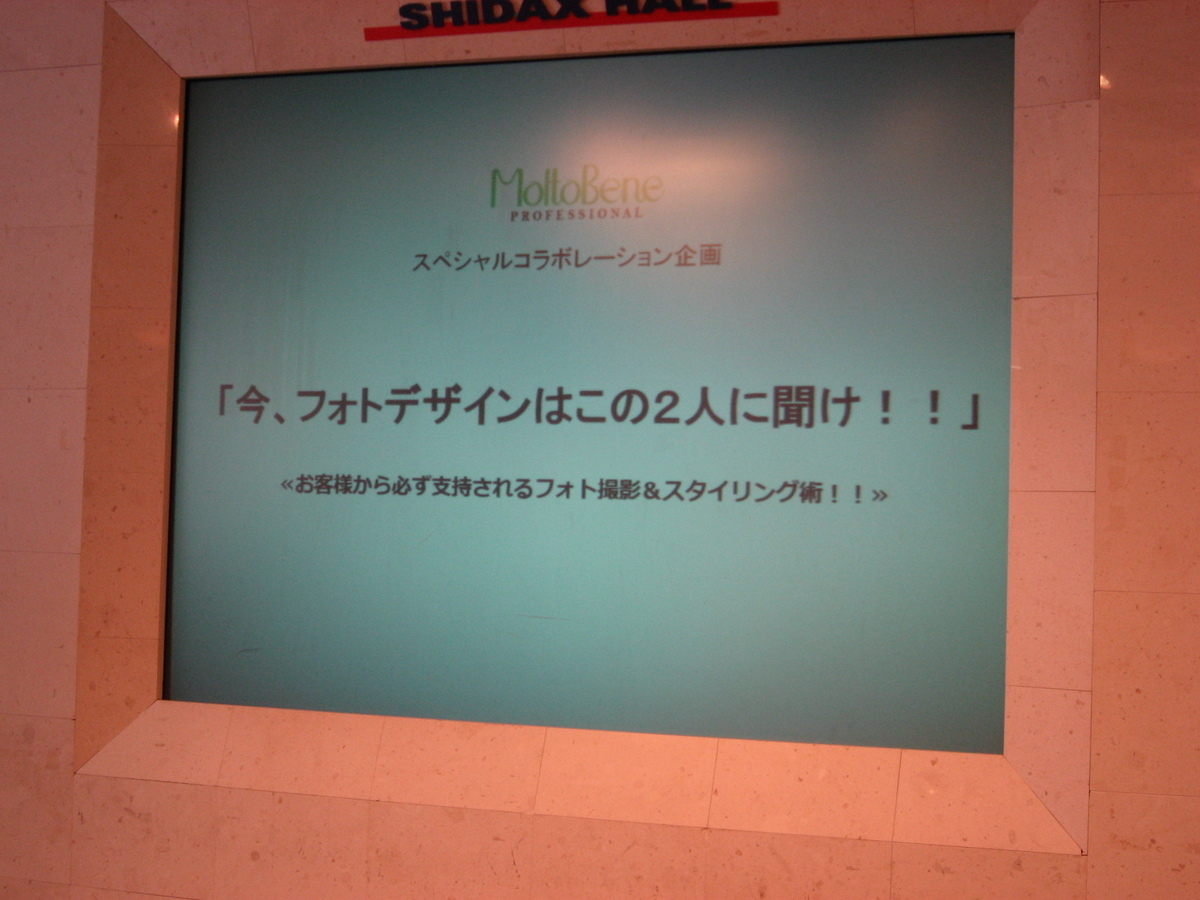 SHIDAX HALL
MoltoBene
PROFESSIONAL
スペシャルコラボレーション企画
「今、フォトデザインはこの２人に聞け！！」
≪お客様から必ず支持されるフォト撮影＆スタイリング術！！≫